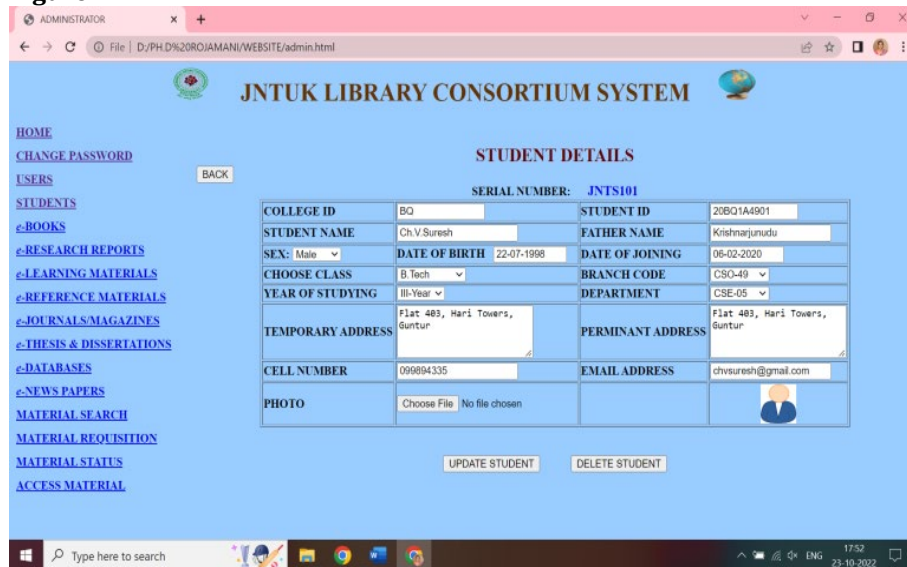 ADMINISTRATOR
File | D:/PH.D%20ROJAMANI/WEBSITE/admin.html
JNTUK LIBRARY CONSORTIUM SYSTEM
HOME
CHANGE PASSWORD
USERS
STUDENTS
e-BOOKS
e-RESEARCH REPORTS
e-LEARNING MATERIALS
e-REFERENCE MATERIALS
e-JOURNALS/MAGAZINES
e-THESIS & DISSERTATIONS
e-DATABASES
e-NEWS PAPERS
MATERIAL SEARCH
MATERIAL REQUISITION
MATERIAL STATUS
ACCESS MATERIAL
BACK
STUDENT DETAILS
SERIAL NUMBER: JNTS101
COLLEGE ID BQ STUDENT ID 20BQ1A4901
STUDENT NAME Ch.V.Suresh FATHER NAME Krishnarjunudu
SEX: Male DATE OF BIRTH 22-07-1998 DATE OF JOINING 06-02-2020
CHOOSE CLASS B.Tech BRANCH CODE CSO-49
YEAR OF STUDYING III-Year DEPARTMENT CSE-05
TEMPORARY ADDRESS Flat 403, Hari Towers, PERMINANT ADDRESS Flat 403, Hari Towers,
Guntur Guntur
CELL NUMBER 099894335 EMAIL ADDRESS chvsuresh@gmail.com
PHOTO Choose File No file chosen
UPDATE STUDENT DELETE STUDENT
Type here to search
ENG 17:52
23-10-2022